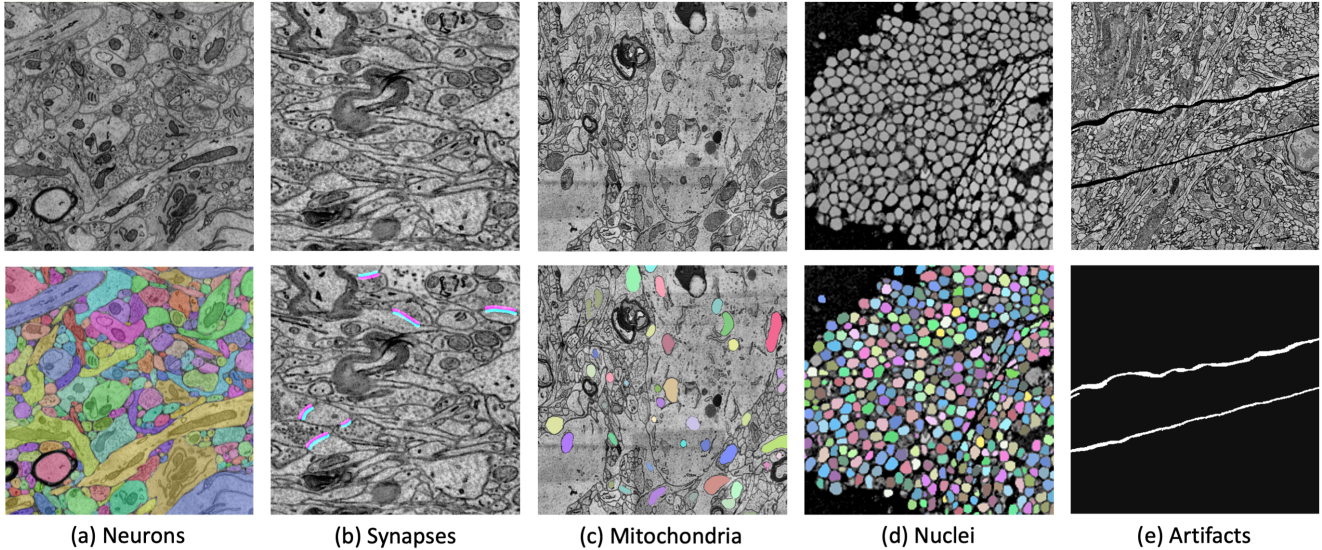 (a) Neurons
(b) Synapses
(c) Mitochondria
(d) Nuclei
(e) Artifacts